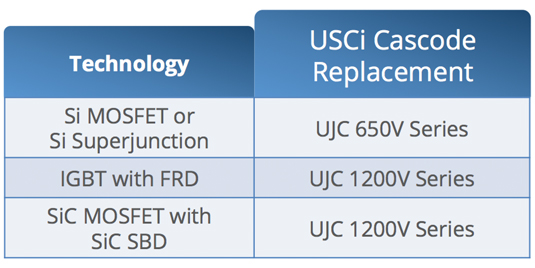 Technology
USCi Cascode
Replacement
Si MOSFET or
Si Superjunction
UJC 650V Series
IGBT with FRD
UJC 1200V Series
SiC MOSFET with
SiC SBD
UJC 1200V Series